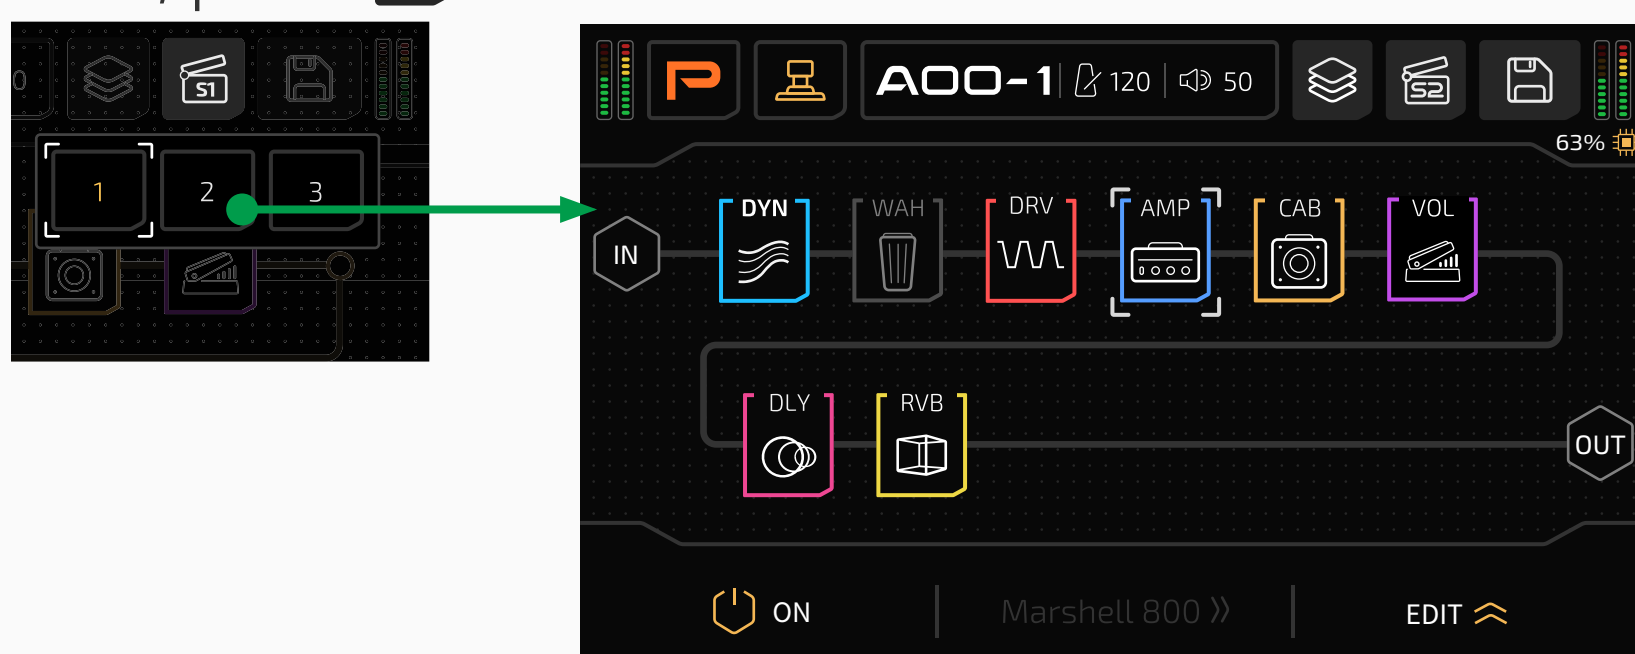 S1
1
2
3
A00-1
120
50
S2
63%
IN
DYN
WAH
DRV
AMP
CAB
VOL
DLY
RVB
OUT
ON
Marshell 800
EDIT